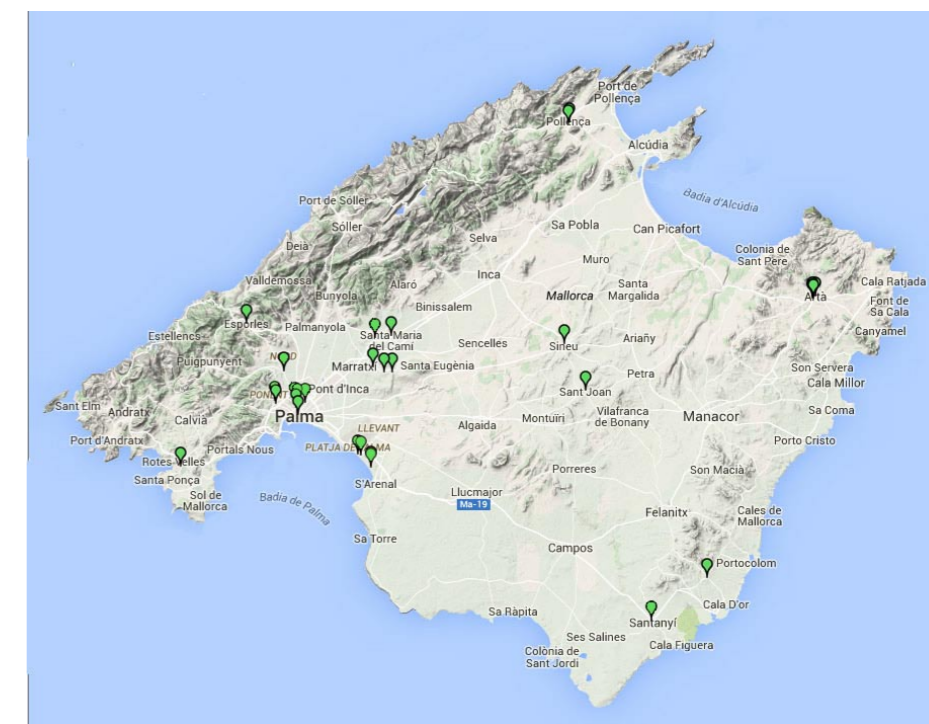 Port de
Pollença
Pollença
Alcúdia
Badia d'Alcúdia
Port de Sóller
Sóller
Sa Pobla
Can Picafort
Deià
Selva
Colonia de
Sant Pere
Muro
Valldemossa
Inca
Cala Ratjada
Alaró
Santa
Margalida
Bunyola
Mallorca
Artà
Font de
Sa Cala
Binissalem
Esporles
Palmanyola
Canyamel
Estellencs
Santa Maria
del Camí
Ariany
Sencelles
Sineu
NORD
Puigpunyent
Marratxí
Santa Eugènia
Son Servera
Petra
Cala Millor
PONENT
Pont d'Inca
Sant Joan
Sant Elm
Andratx
Palma
Sa Coma
Vilafranca
de Bonany
Manacor
Calvià
Montuïri
Algaida
LLEVANT
Port d'Andratx
Porto Cristo
Portals Nous
PLATJA DE PALMA
Rotes Velles
Porreres
Son Macià
Santa Ponça
S'Arenal
Llucmajor
Sol de
Mallorca
Badia de Palma
Ma-19
Felanitx
Cales de
Mallorca
Sa Torre
Campos
Portocolom
Cala D'or
Sa Ràpita
Santanyí
Ses Salines
Cala Figuera
Colònia de
Sant Jordi